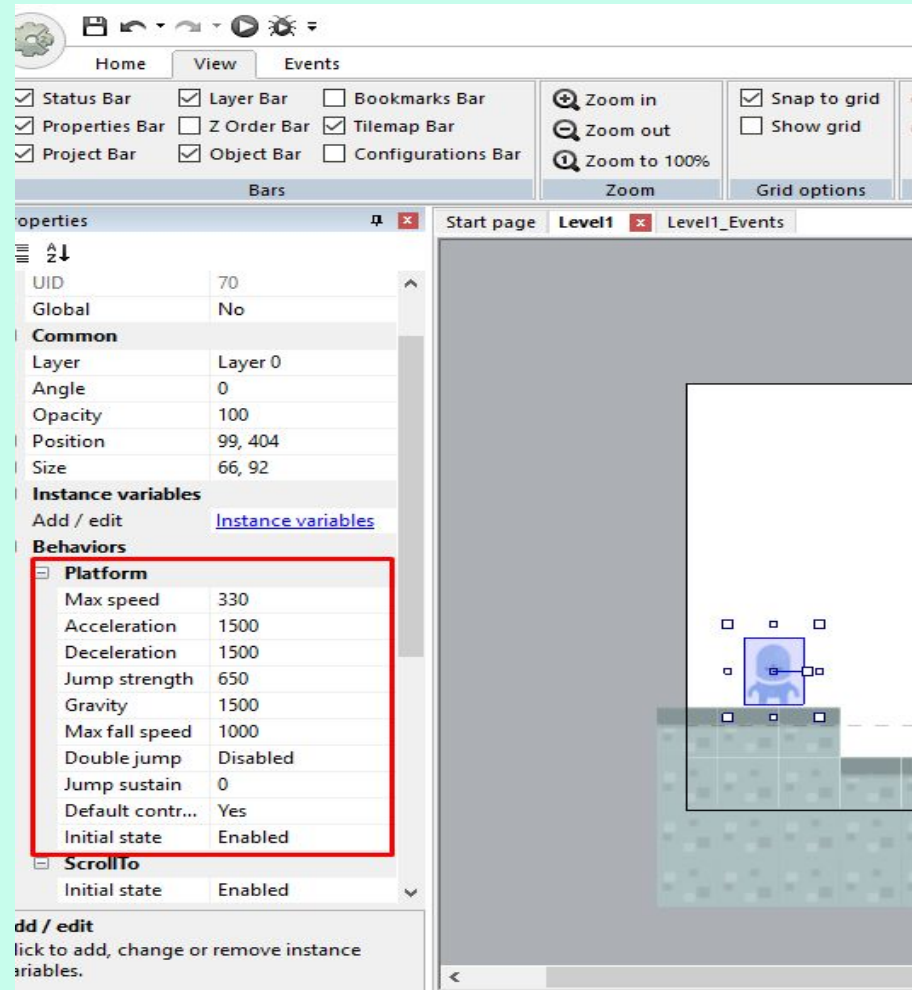 Home View Events
Status Bar Layer Bar Bookmarks Bar Zoom in Snap to grid
Properties Bar Z Order Bar Tilemap Bar Zoom out Show grid
Project Bar Object Bar Configurations Bar Zoom to 100%
Bars Zoom Grid options
operties Start page Level1 Level1_Events
UID 70
Global No
Common
Layer Layer 0
Angle 0
Opacity 100
Position 99, 404
Size 66, 92
Instance variables
Add / edit Instance variables
Behaviors
Platform
Max speed 330
Acceleration 1500
Deceleration 1500
Jump strength 650
Gravity 1500
Max fall speed 1000
Double jump Disabled
Jump sustain 0
Default contr... Yes
Initial state Enabled
ScrollTo
Initial state Enabled
dd / edit
lick to add, change or remove instance
ariables.